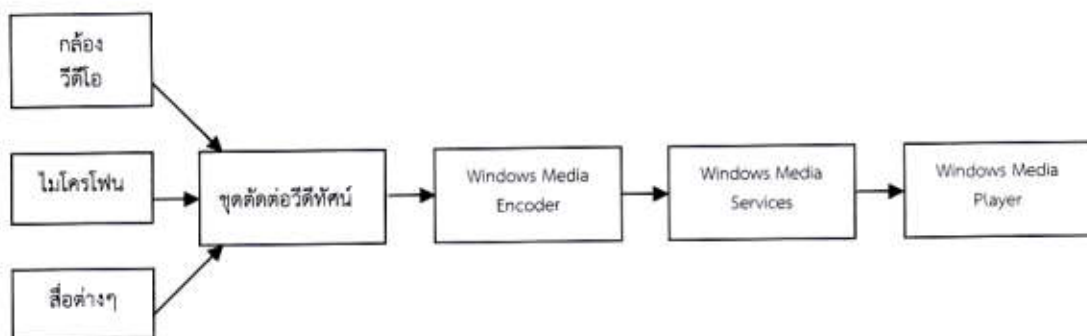 กล้อง
วีดีโอ
ไมโครโฟน
สื่อต่างๆ
ชุดตัดต่อวีดีทัศน์
Windows Media
Encoder
Windows Media
Services
Windows Media
Player